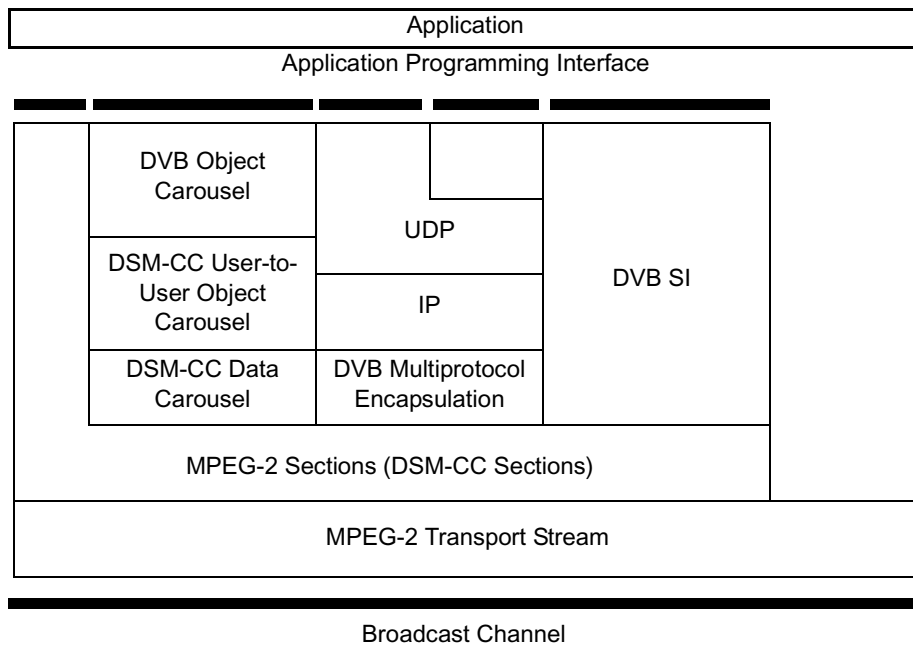 Application
Application Programming Interface
DVB Object
Carousel
DSM-CC User-to-
User Object
Carousel
DSM-CC Data
Carousel
UDP
IP
DVB Multiprotocol
Encapsulation
DVB SI
MPEG-2 Sections (DSM-CC Sections)
MPEG-2 Transport Stream
Broadcast Channel